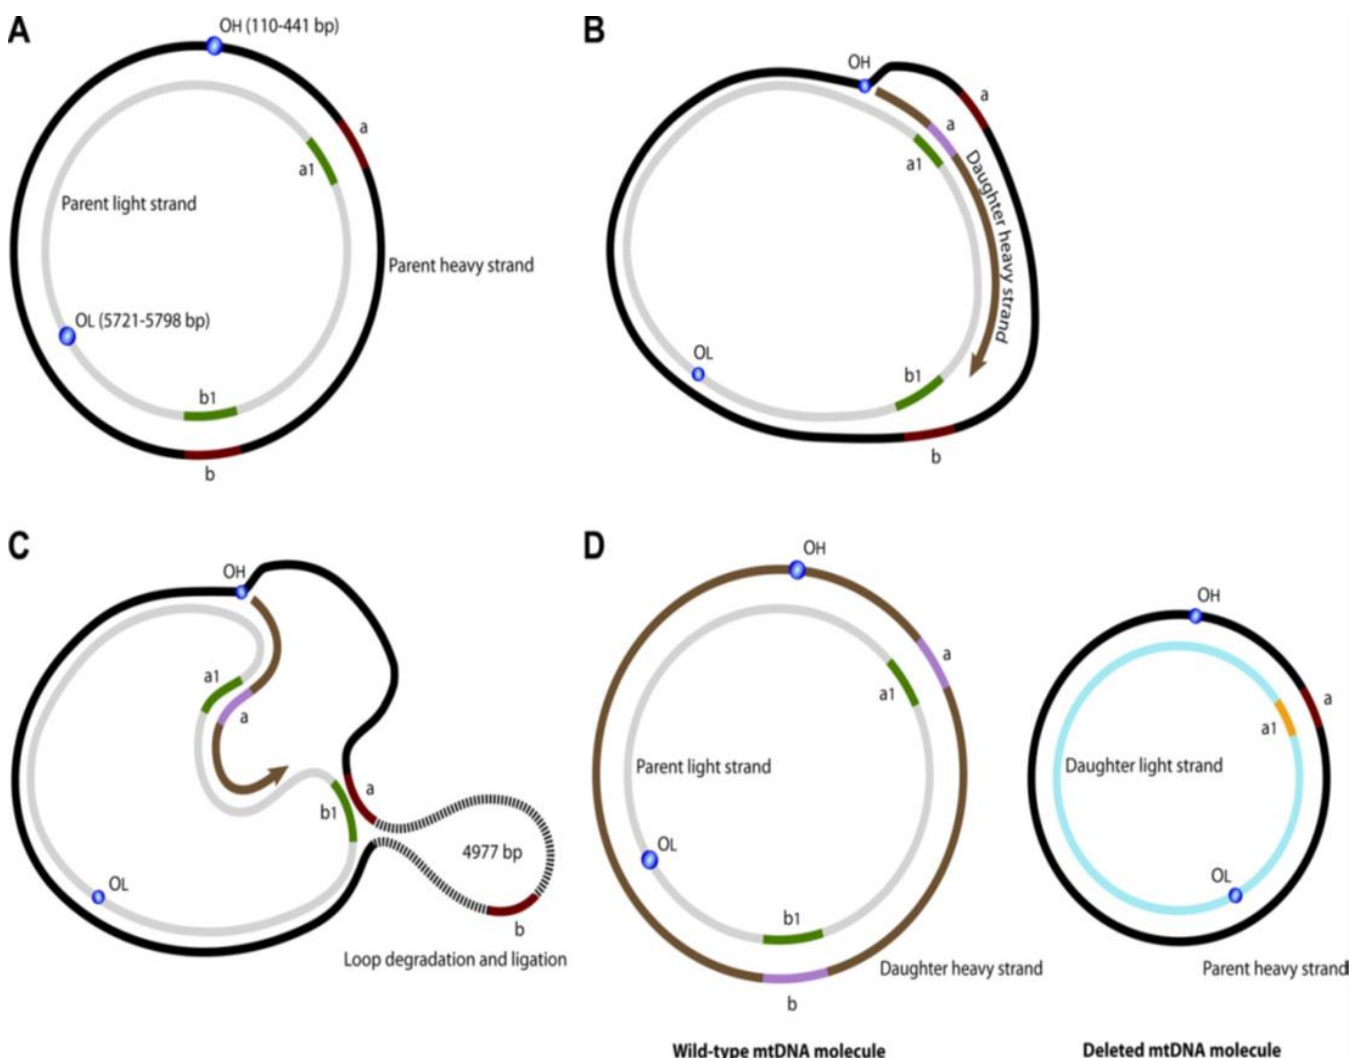 A
OH (110-441 bp)
a
a1
Parent light strand
Parent heavy strand
OL (5721-5798 bp)
b1
b
B
OH
a
a
a1
Daughter heavy strand
OL
b1
b
C
OH
a1
a
a
b1
4977 bp
OL
b
Loop degradation and ligation
D
OH
a
a1
Parent light strand
OL
b1
Daughter heavy strand
b
Wild-type mtDNA molecule
OH
a
a1
Daughter light strand
OL
Parent heavy strand
Deleted mtDNA molecule